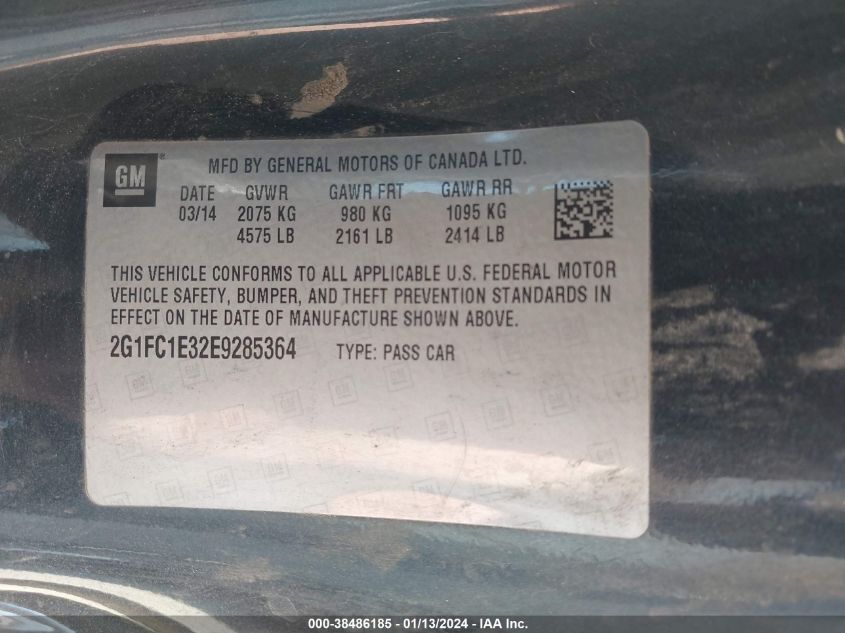 GM ®
MFD BY GENERAL MOTORS OF CANADA LTD.
DATE GVWR GAWR FRT GAWR RR
03/14 2075 KG 980 KG 1095 KG
4575 LB 2161 LB 2414 LB
THIS VEHICLE CONFORMS TO ALL APPLICABLE U.S. FEDERAL MOTOR
VEHICLE SAFETY, BUMPER, AND THEFT PREVENTION STANDARDS IN
EFFECT ON THE DATE OF MANUFACTURE SHOWN ABOVE.
2G1FC1E32E9285364 TYPE: PASS CAR
000-38486185 - 01/13/2024 - IAA Inc.